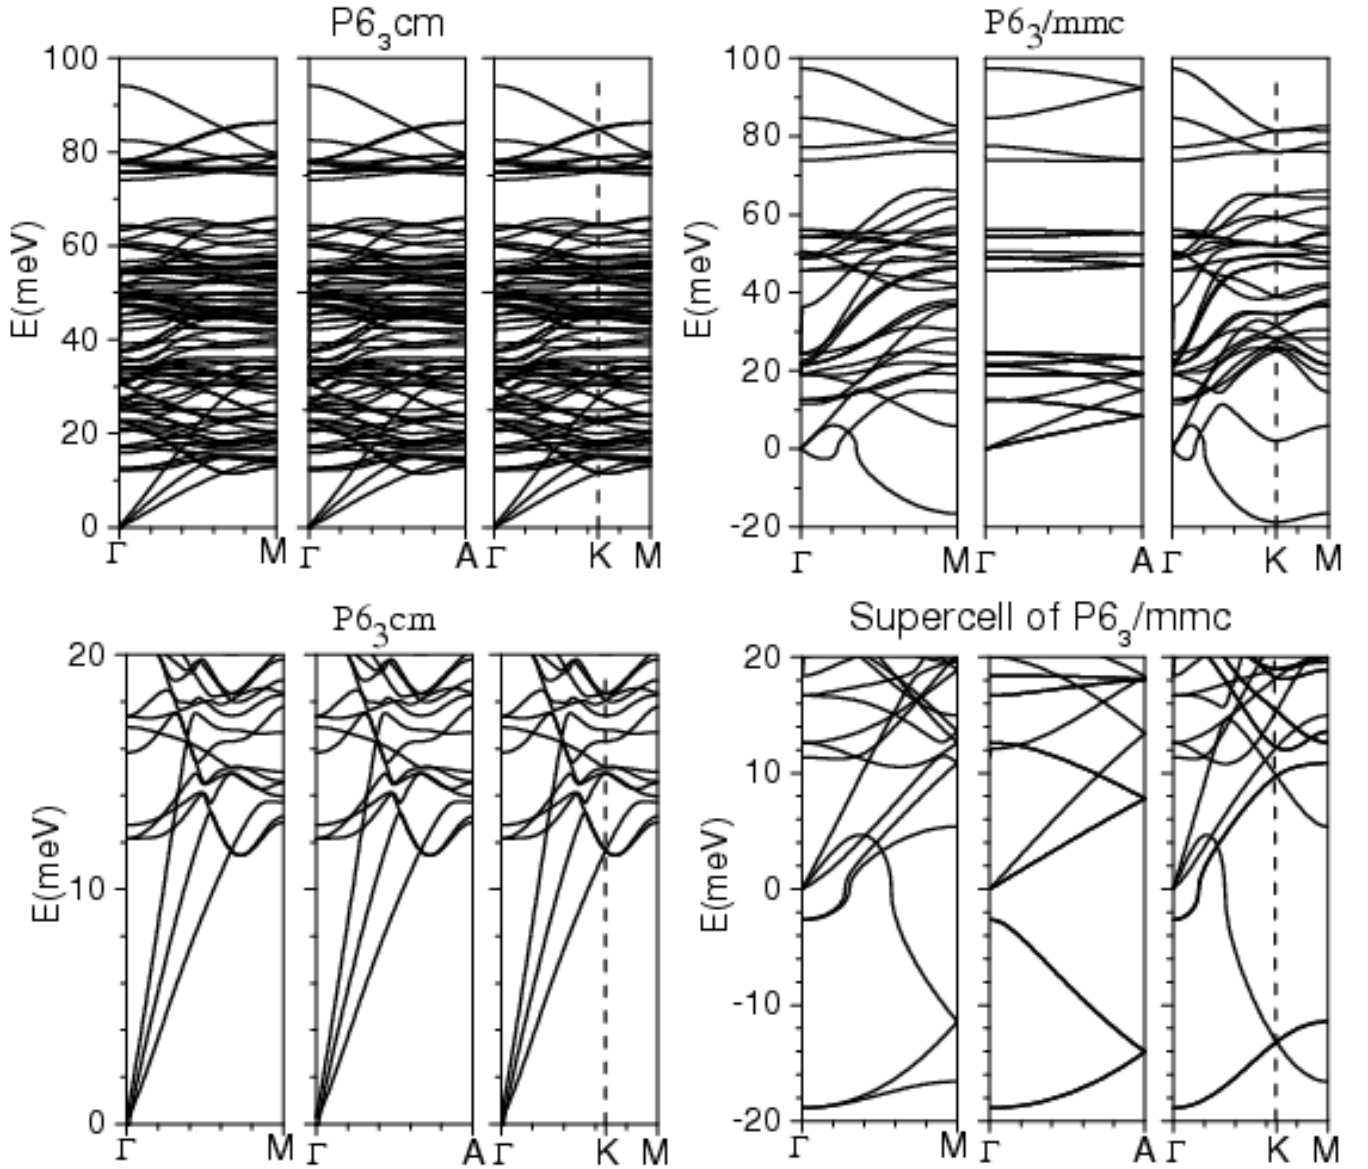 P6₃cm
100
80
60
40
20
0
E(meV)
Γ M Γ A Γ K M
P6₃/mmc
100
80
60
40
20
0
-20
E(meV)
Γ M Γ A Γ K M
P6₃cm
20
10
0
E(meV)
Γ M Γ A Γ K M
Supercell of P6₃/mmc
20
10
0
-10
-20
E(meV)
Γ M Γ A Γ K M